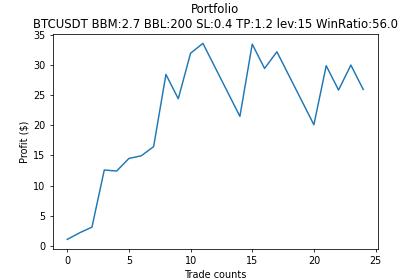 Portfolio
BTCUSDT BBM:2.7 BBL:200 SL:0.4 TP:1.2 lev:15 WinRatio:56.0
35
30
25
20
15
10
5
0
Profit ($)
0 5 10 15 20 25
Trade counts